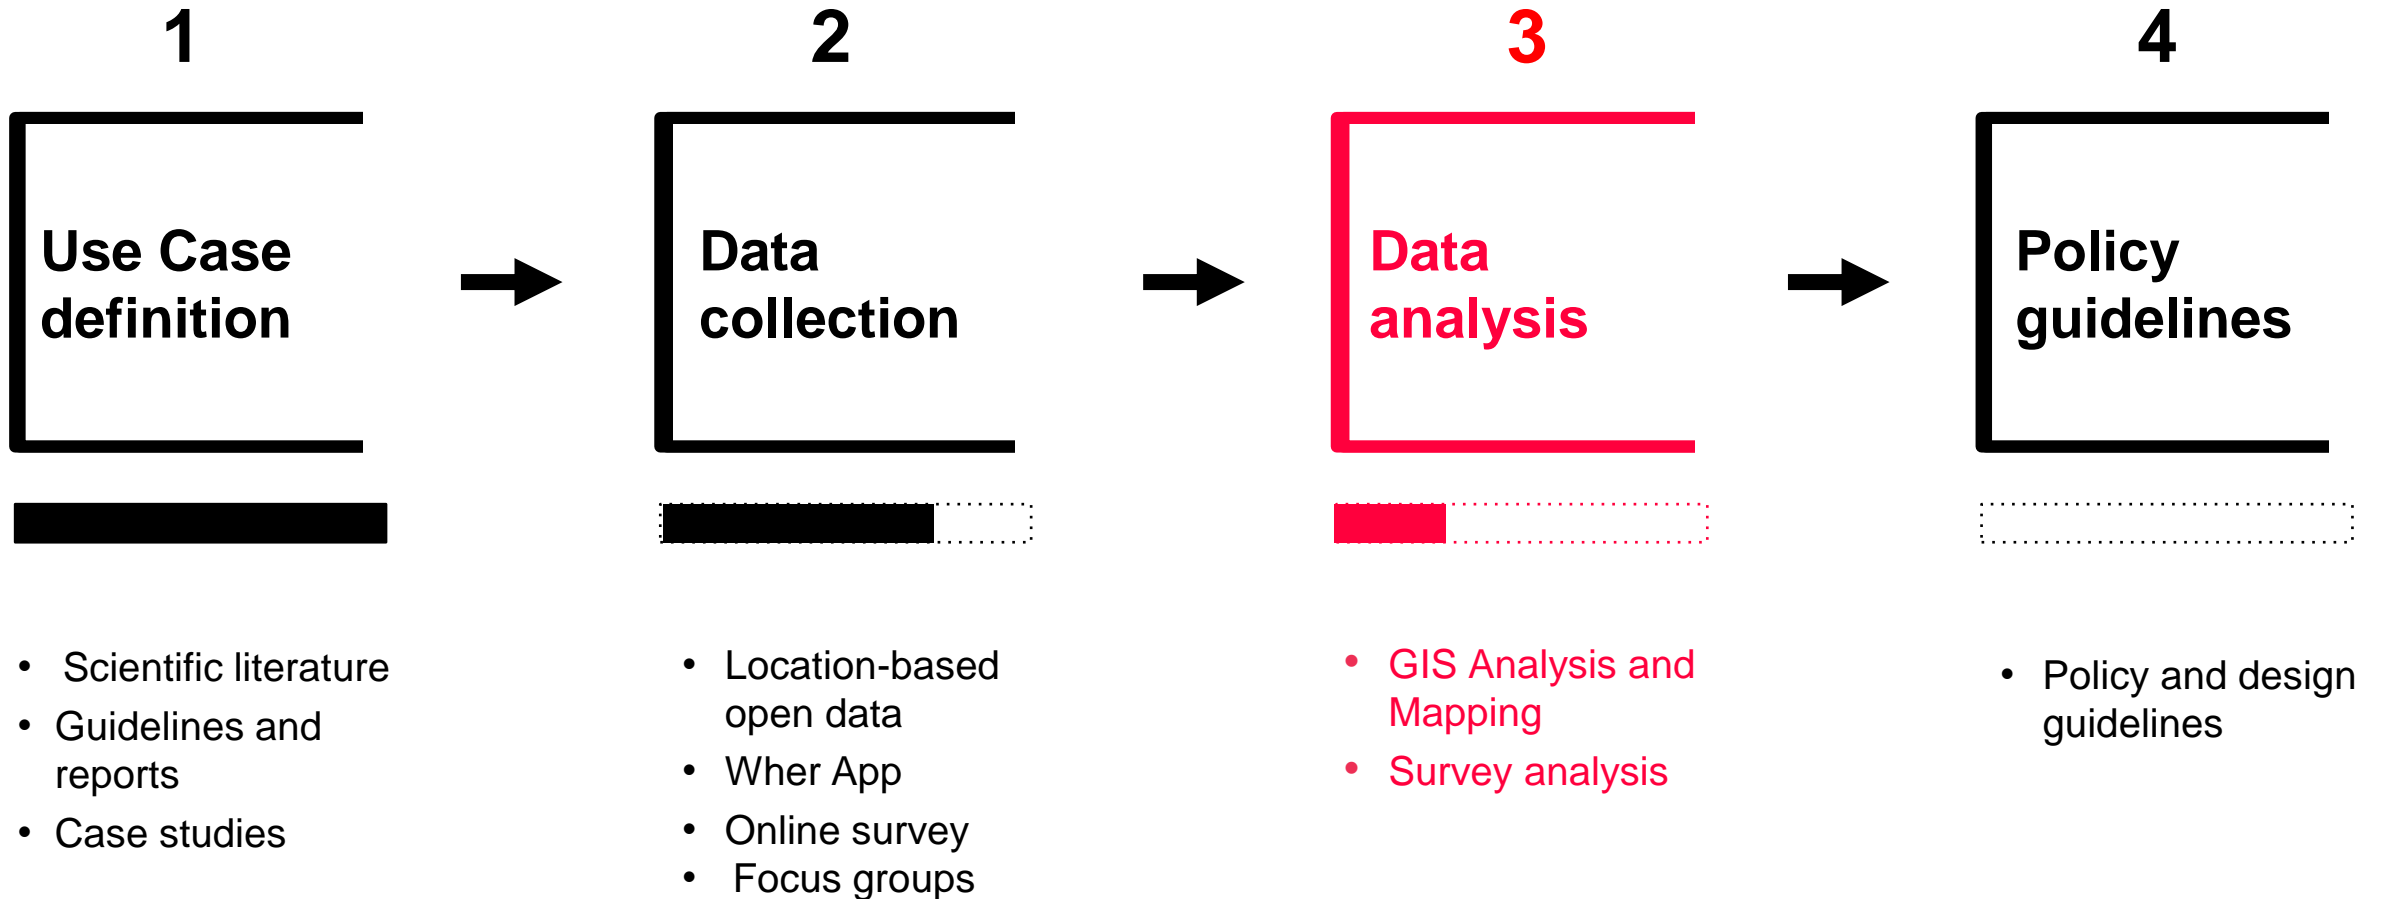 1
Use Case
definition
• Scientific literature
• Guidelines and
reports
• Case studies
2
Data
collection
• Location-based
open data
• Wher App
• Online survey
• Focus groups
3
Data
analysis
• GIS Analysis and
Mapping
• Survey analysis
4
Policy
guidelines
• Policy and design
guidelines